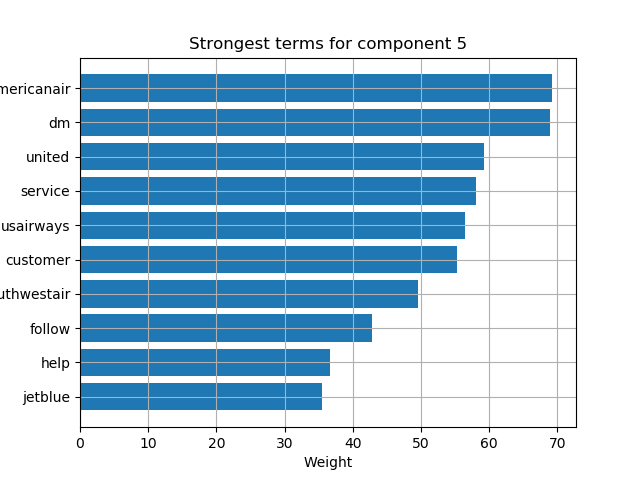 Strongest terms for component 5
mericanair
dm
united
service
usairways
customer
uthwestair
follow
help
jetblue
0 10 20 30 40 50 60 70
Weight